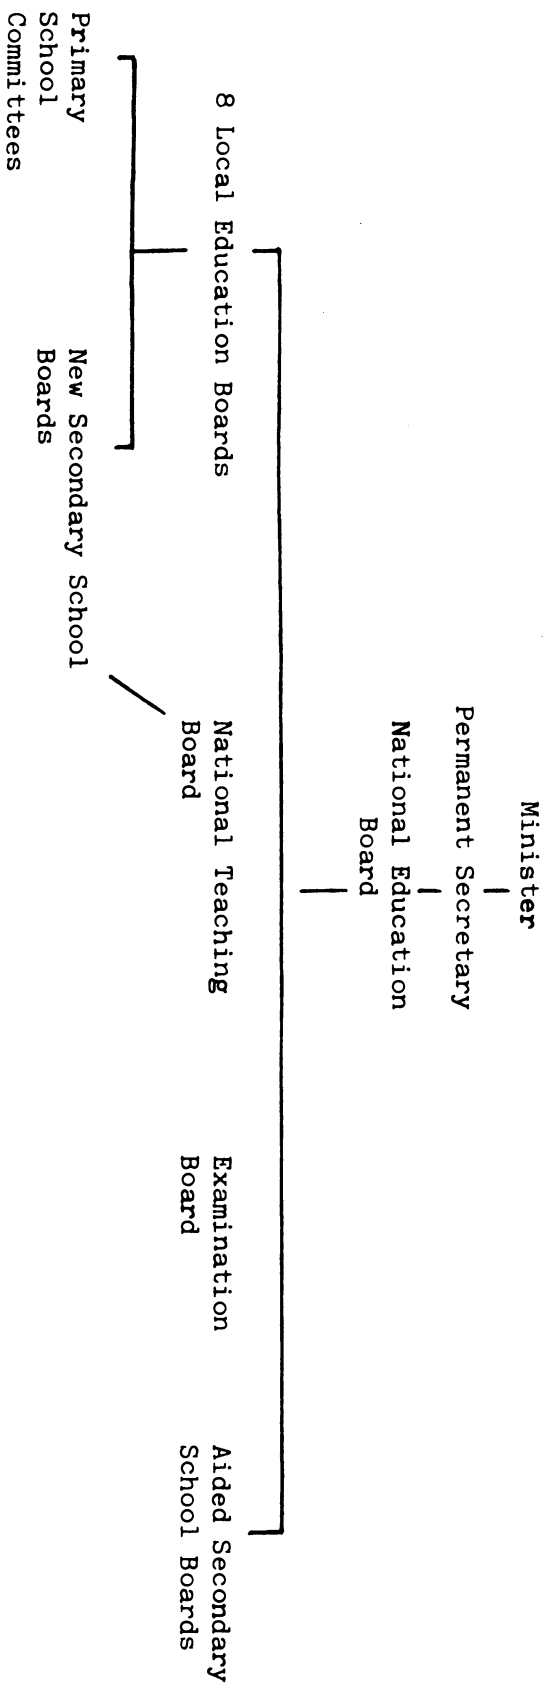 Minister
Permanent Secretary
National Education
Board
8 Local Education Boards
National Teaching
Board
Examination
Board
Aided Secondary
School Boards
Primary
School
Committees
New Secondary School
Boards